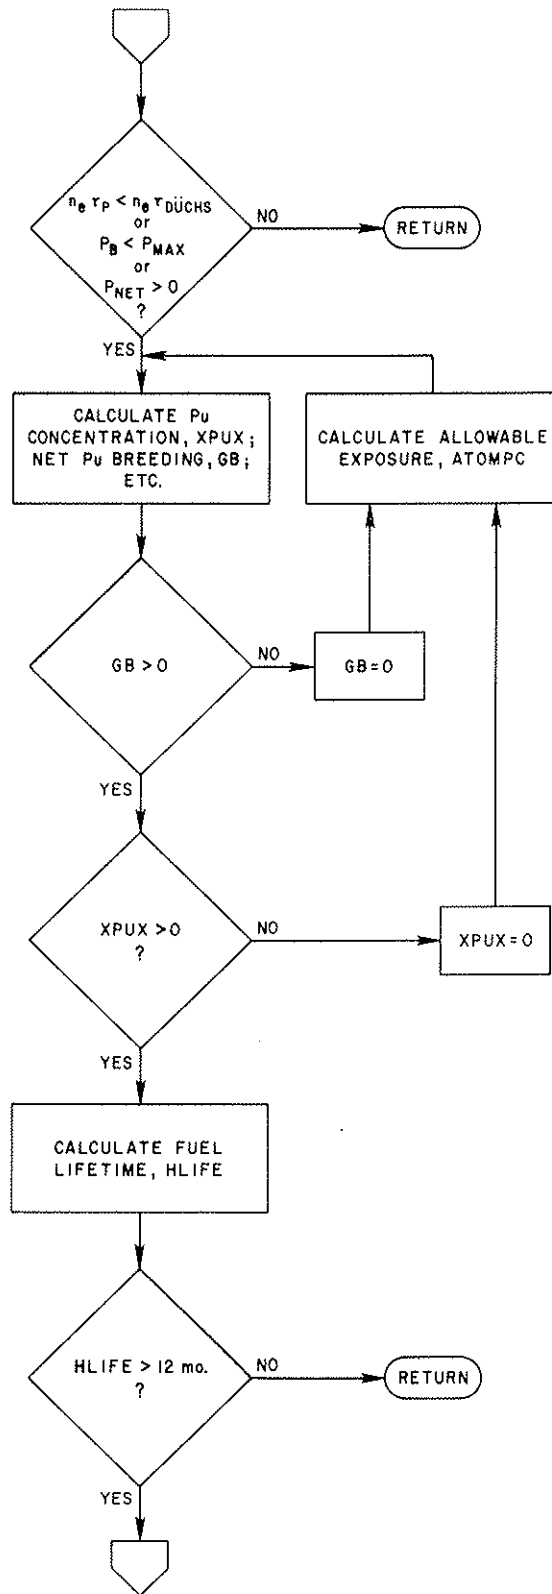 n_e τ_P < n_e τ_DÜCHS
or
P_B < P_MAX
or
P_NET > 0
?
NO
RETURN
YES
CALCULATE Pu
CONCENTRATION, XPUX;
NET Pu BREEDING, GB;
ETC.
CALCULATE ALLOWABLE
EXPOSURE, ATOMPC
GB > 0
NO
GB=0
YES
XPUX > 0
?
NO
XPUX=0
YES
CALCULATE FUEL
LIFETIME, HLIFE
HLIFE > 12 mo.
?
NO
RETURN
YES